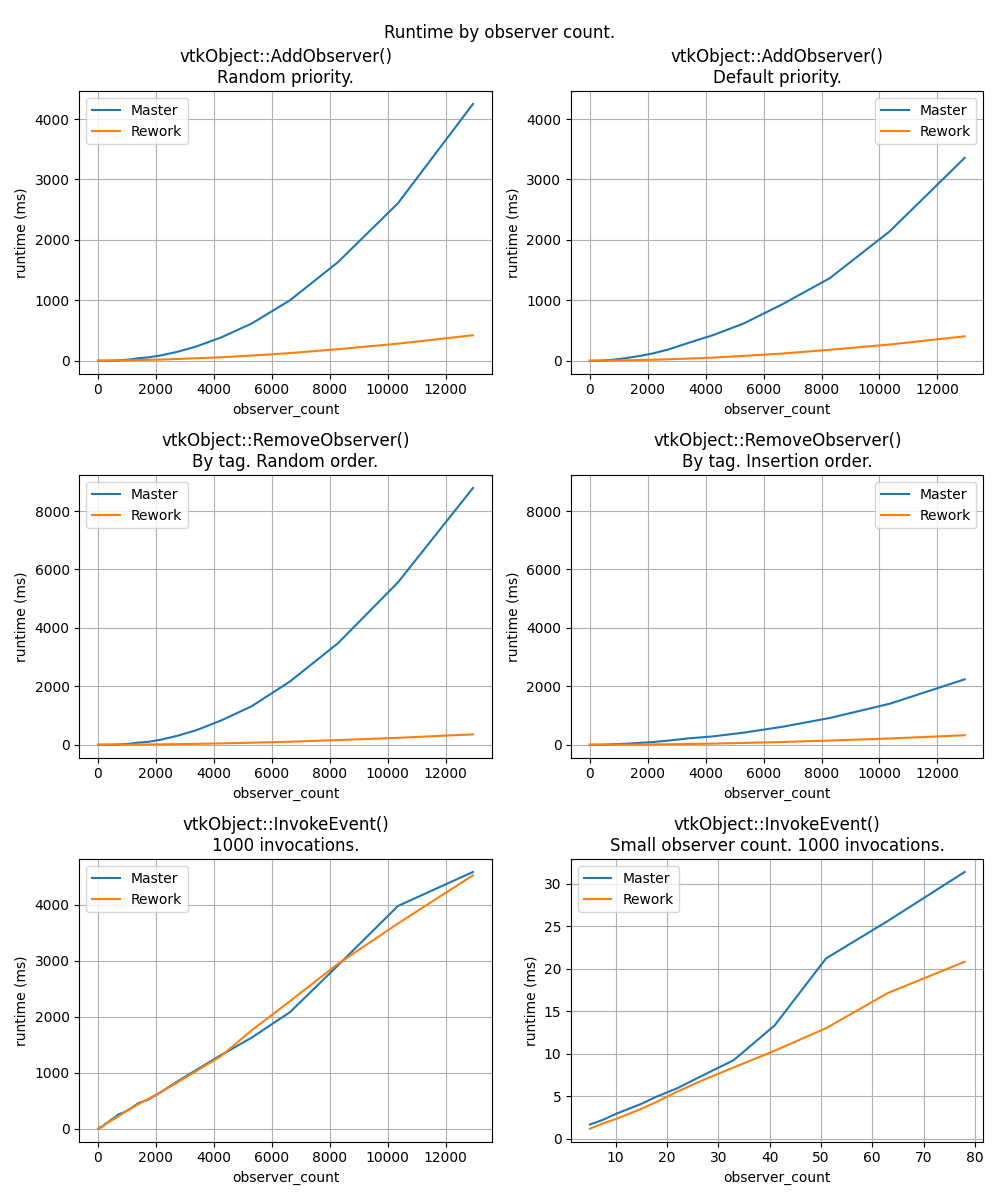 Runtime by observer count.
vtkObject::AddObserver()
Random priority.
Master
Rework
4000
3000
2000
1000
0
runtime (ms)
0 2000 4000 6000 8000 10000 12000
observer_count
vtkObject::AddObserver()
Default priority.
Master
Rework
4000
3000
2000
1000
0
runtime (ms)
0 2000 4000 6000 8000 10000 12000
observer_count
vtkObject::RemoveObserver()
By tag. Random order.
Master
Rework
8000
6000
4000
2000
0
runtime (ms)
0 2000 4000 6000 8000 10000 12000
observer_count
vtkObject::RemoveObserver()
By tag. Insertion order.
Master
Rework
8000
6000
4000
2000
0
runtime (ms)
0 2000 4000 6000 8000 10000 12000
observer_count
vtkObject::InvokeEvent()
1000 invocations.
Master
Rework
4000
3000
2000
1000
0
runtime (ms)
0 2000 4000 6000 8000 10000 12000
observer_count
vtkObject::InvokeEvent()
Small observer count. 1000 invocations.
Master
Rework
30
25
20
15
10
5
0
runtime (ms)
10 20 30 40 50 60 70 80
observer_count